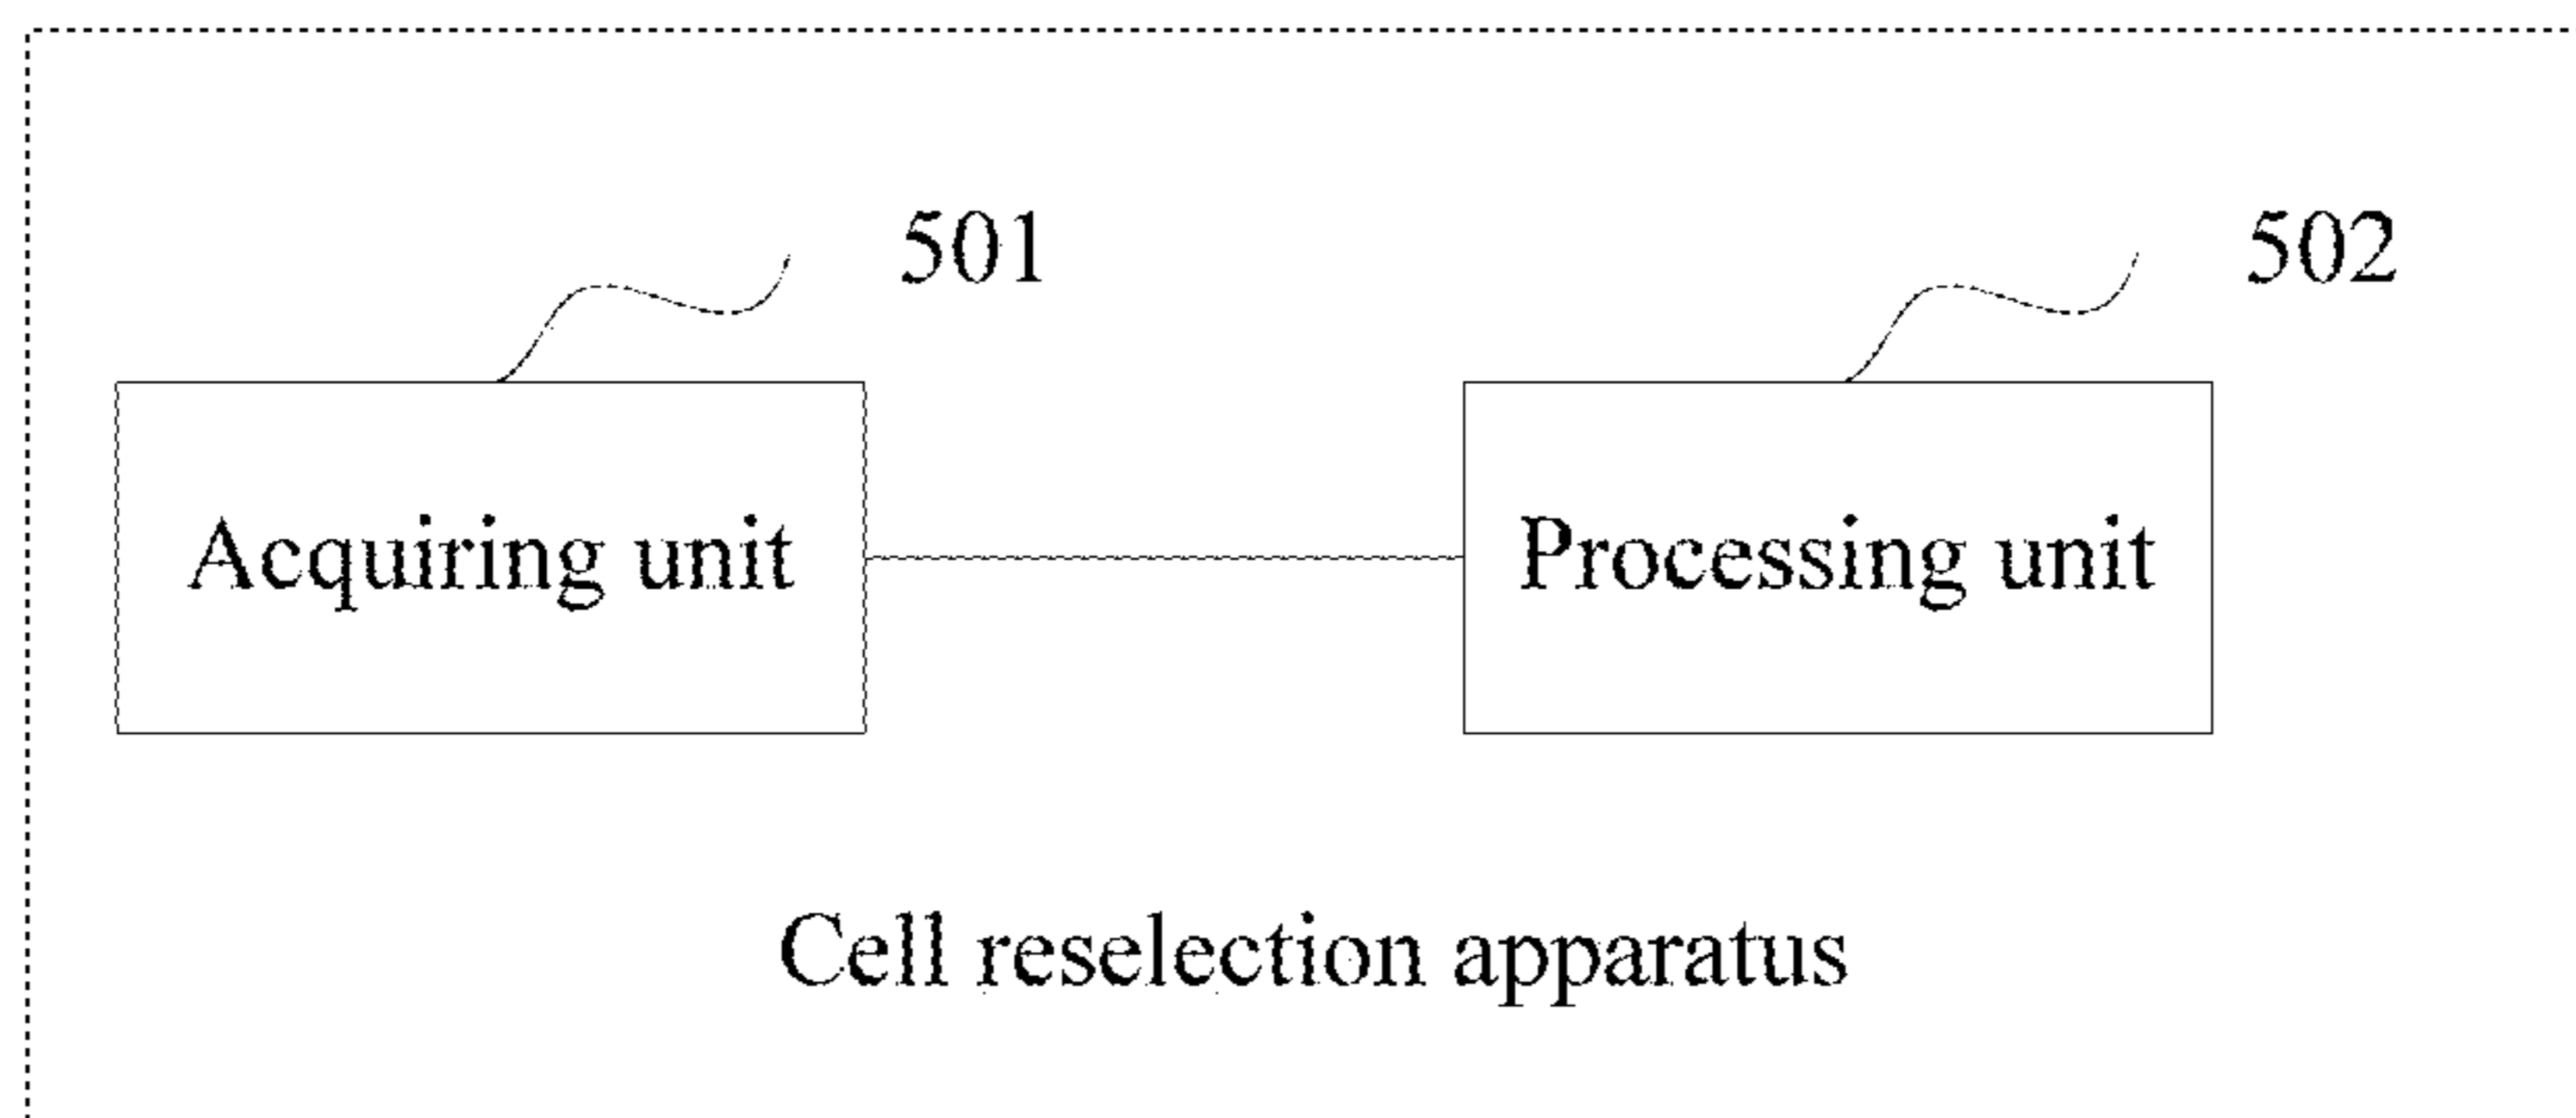 501
502
Acquiring unit
Processing unit
Cell reselection apparatus